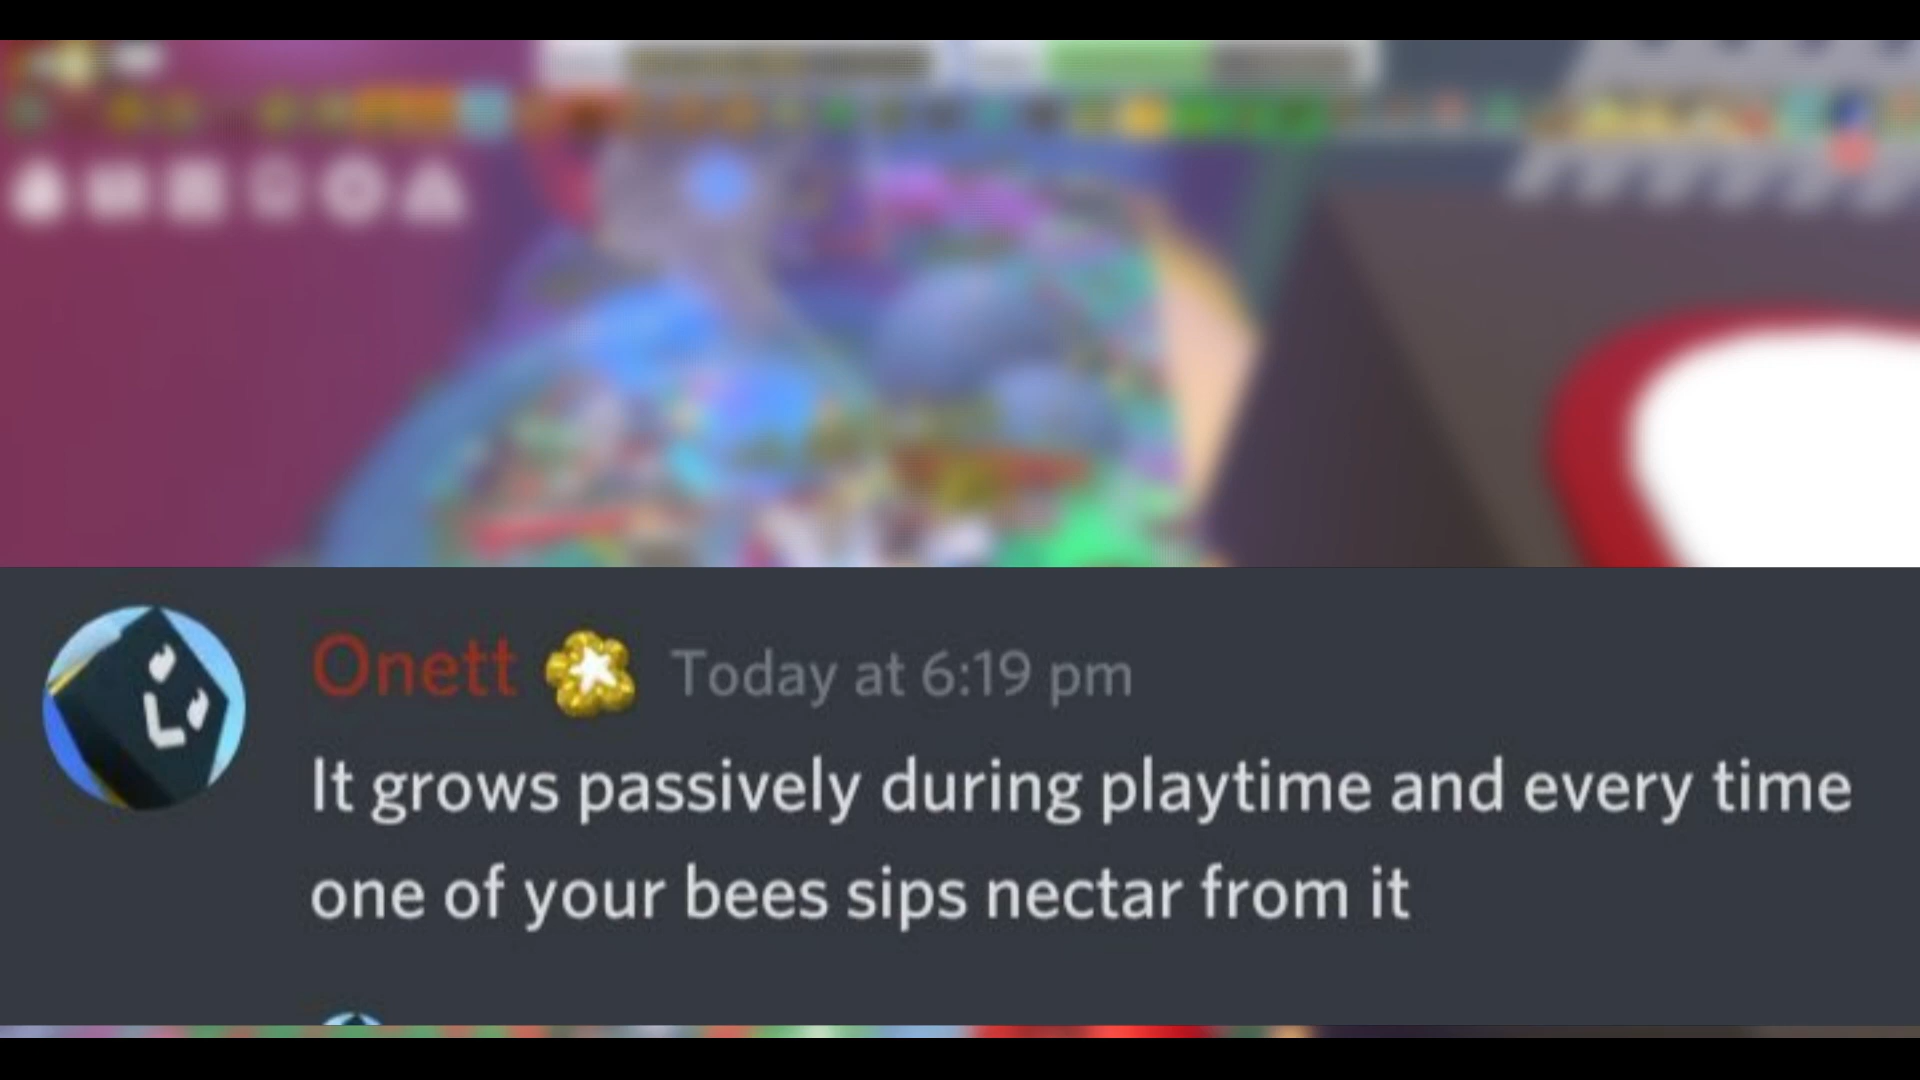 Onett Today at 6:19 pm
It grows passively during playtime and every time
one of your bees sips nectar from it